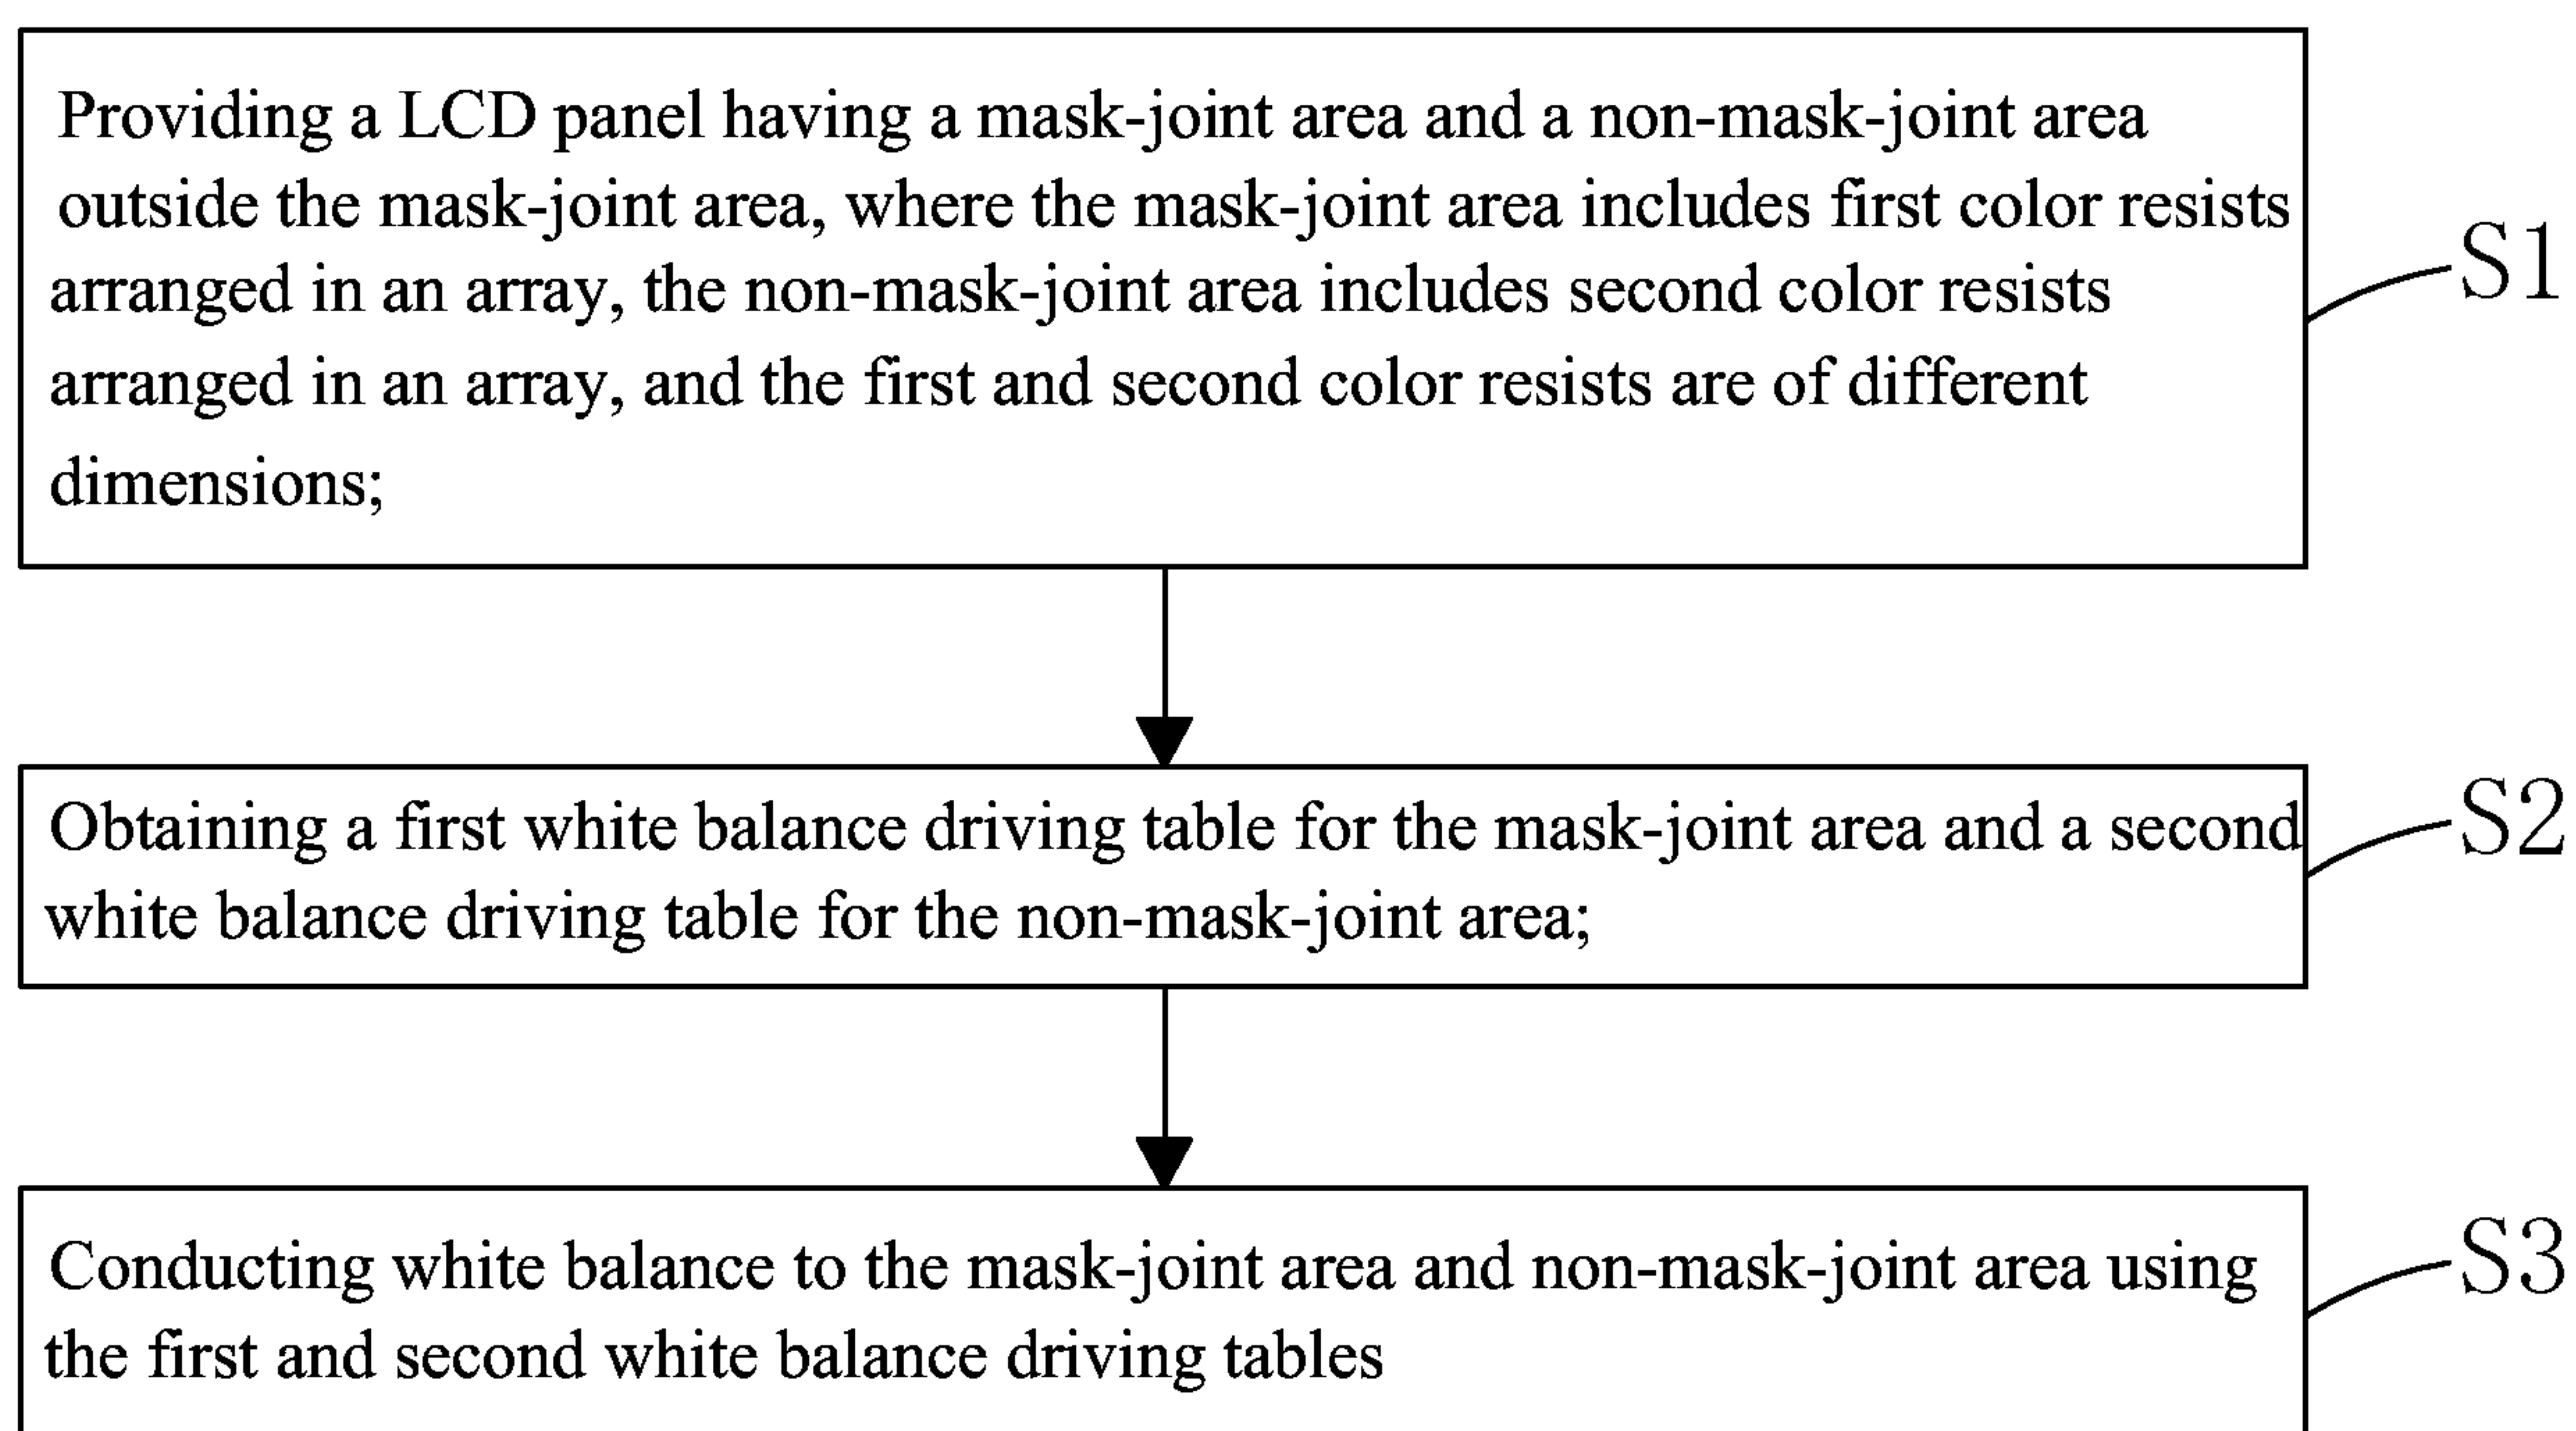 Providing a LCD panel having a mask-joint area and a non-mask-joint area
outside the mask-joint area, where the mask-joint area includes first color resists
arranged in an array, the non-mask-joint area includes second color resists
arranged in an array, and the first and second color resists are of different
dimensions;
S1
Obtaining a first white balance driving table for the mask-joint area and a second
white balance driving table for the non-mask-joint area;
S2
Conducting white balance to the mask-joint area and non-mask-joint area using
the first and second white balance driving tables
S3